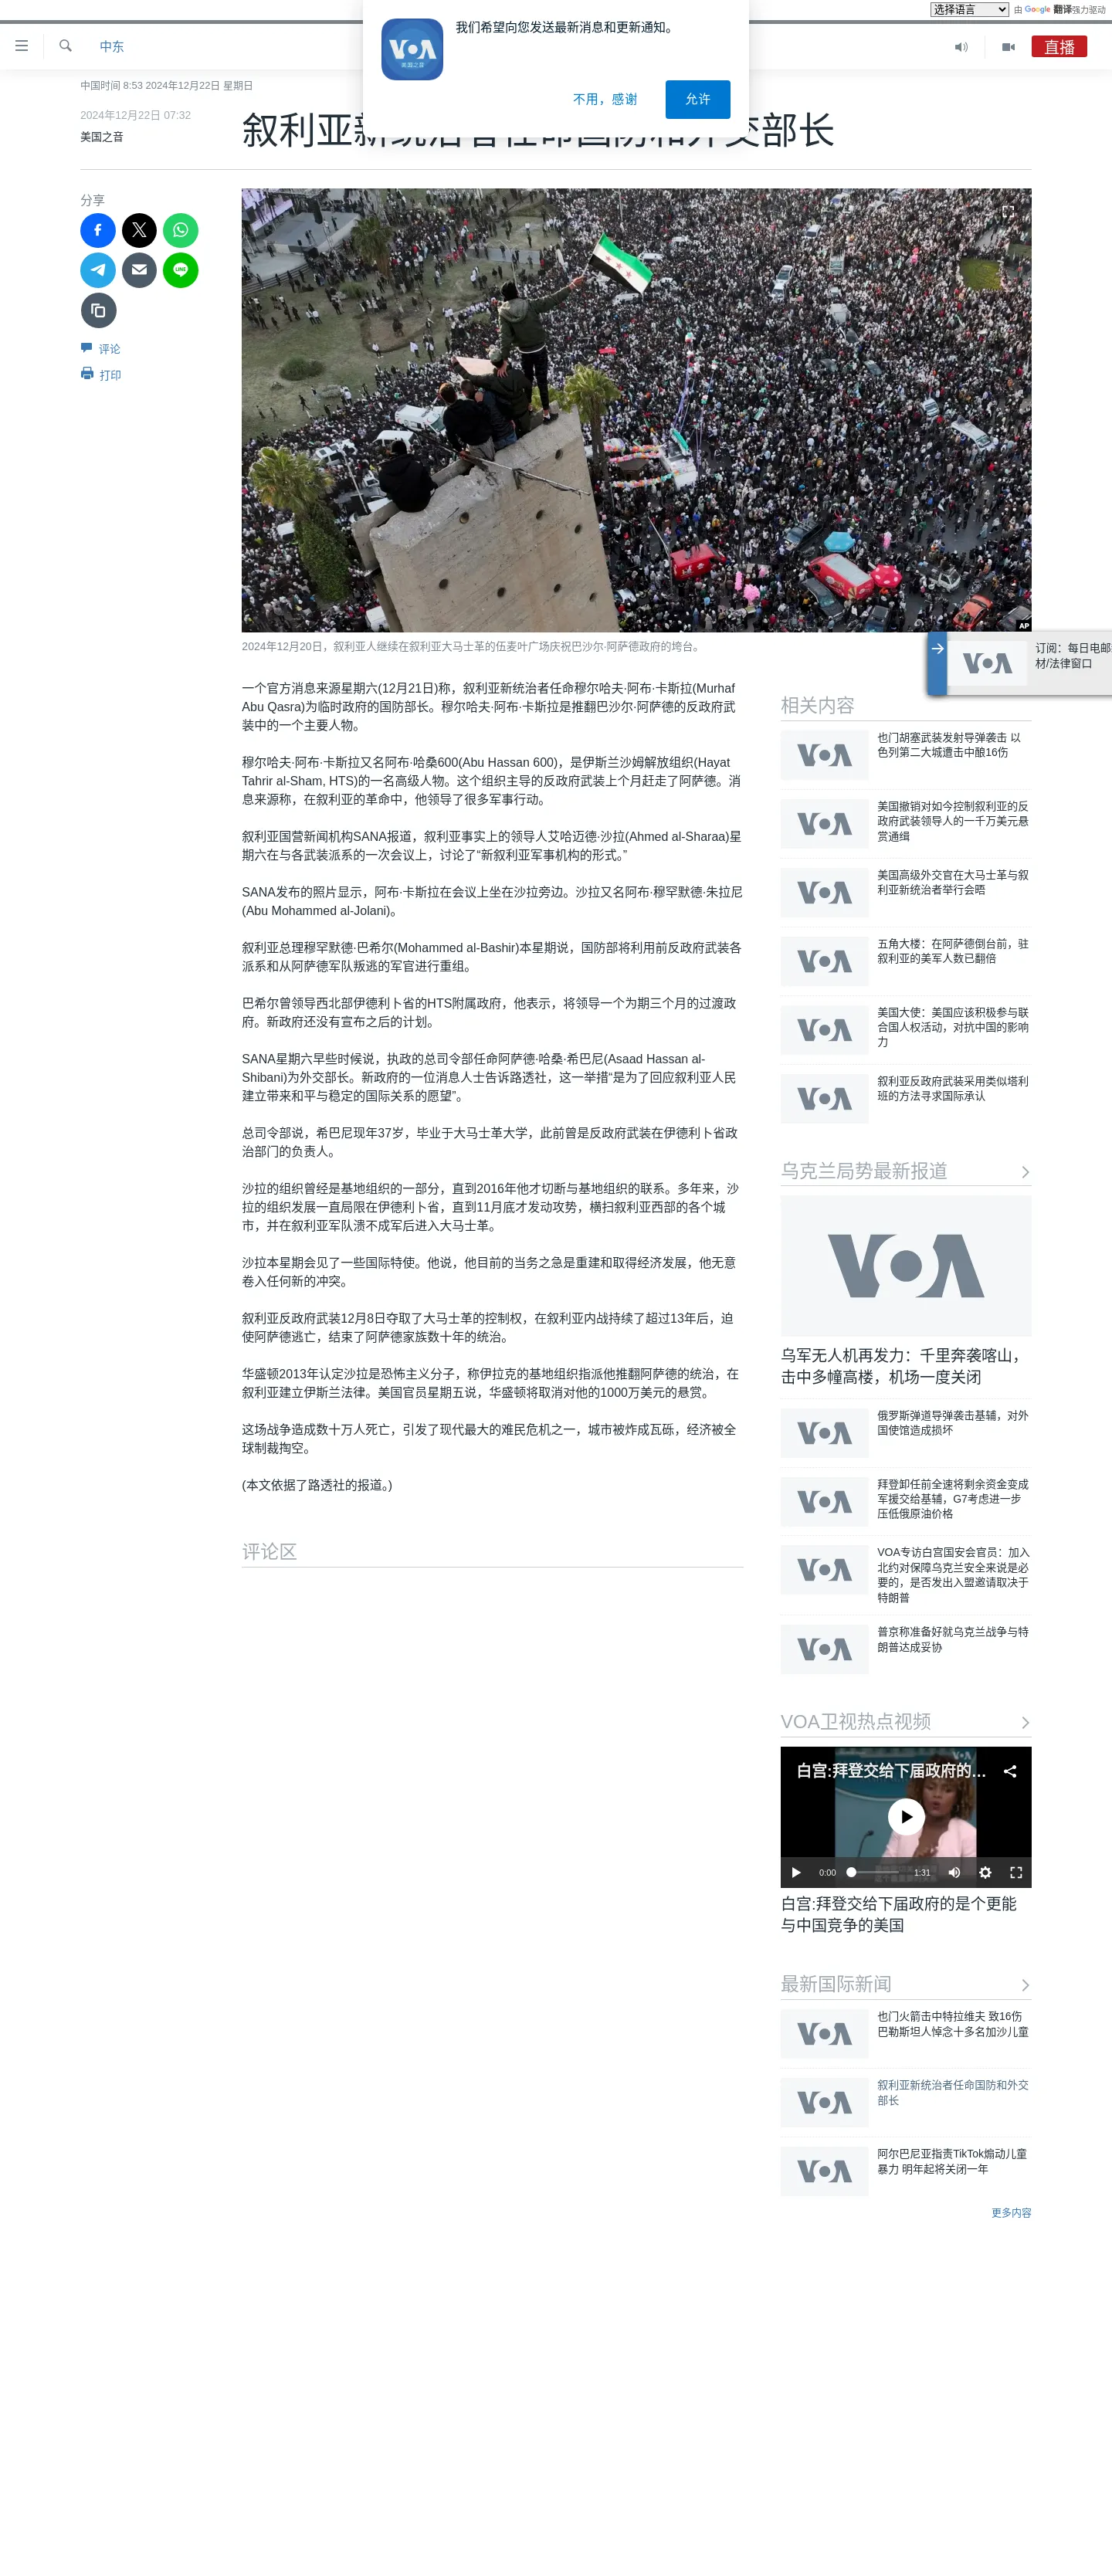 选择语言 由 Google 翻译强力驱动
我们希望向您发送最新消息和更新通知。
不用，感谢 允许
VOA
美国之音
中东
直播
中国时间 8:53 2024年12月22日 星期日
2024年12月22日 07:32
美国之音
叙利亚新统治者任命国防和外交部长
分享
评论
打印
AP
2024年12月20日，叙利亚人继续在叙利亚大马士革的伍麦叶广场庆祝巴沙尔·阿萨德政府的垮台。
订阅：每日电邮
材/法律窗口
一个官方消息来源星期六(12月21日)称，叙利亚新统治者任命穆尔哈夫·阿布·卡斯拉(Murhaf
Abu Qasra)为临时政府的国防部长。穆尔哈夫·阿布·卡斯拉是推翻巴沙尔·阿萨德的反政府武
装中的一个主要人物。
穆尔哈夫·阿布·卡斯拉又名阿布·哈桑600(Abu Hassan 600)，是伊斯兰沙姆解放组织(Hayat
Tahrir al-Sham, HTS)的一名高级人物。这个组织主导的反政府武装上个月赶走了阿萨德。消
息来源称，在叙利亚的革命中，他领导了很多军事行动。
叙利亚国营新闻机构SANA报道，叙利亚事实上的领导人艾哈迈德·沙拉(Ahmed al-Sharaa)星
期六在与各武装派系的一次会议上，讨论了“新叙利亚军事机构的形式。”
SANA发布的照片显示，阿布·卡斯拉在会议上坐在沙拉旁边。沙拉又名阿布·穆罕默德·朱拉尼
(Abu Mohammed al-Jolani)。
叙利亚总理穆罕默德·巴希尔(Mohammed al-Bashir)本星期说，国防部将利用前反政府武装各
派系和从阿萨德军队叛逃的军官进行重组。
巴希尔曾领导西北部伊德利卜省的HTS附属政府，他表示，将领导一个为期三个月的过渡政
府。新政府还没有宣布之后的计划。
SANA星期六早些时候说，执政的总司令部任命阿萨德·哈桑·希巴尼(Asaad Hassan al-
Shibani)为外交部长。新政府的一位消息人士告诉路透社，这一举措“是为了回应叙利亚人民
建立带来和平与稳定的国际关系的愿望”。
总司令部说，希巴尼现年37岁，毕业于大马士革大学，此前曾是反政府武装在伊德利卜省政
治部门的负责人。
沙拉的组织曾经是基地组织的一部分，直到2016年他才切断与基地组织的联系。多年来，沙
拉的组织发展一直局限在伊德利卜省，直到11月底才发动攻势，横扫叙利亚西部的各个城
市，并在叙利亚军队溃不成军后进入大马士革。
沙拉本星期会见了一些国际特使。他说，他目前的当务之急是重建和取得经济发展，他无意
卷入任何新的冲突。
叙利亚反政府武装12月8日夺取了大马士革的控制权，在叙利亚内战持续了超过13年后，迫
使阿萨德逃亡，结束了阿萨德家族数十年的统治。
华盛顿2013年认定沙拉是恐怖主义分子，称伊拉克的基地组织指派他推翻阿萨德的统治，在
叙利亚建立伊斯兰法律。美国官员星期五说，华盛顿将取消对他的1000万美元的悬赏。
这场战争造成数十万人死亡，引发了现代最大的难民危机之一，城市被炸成瓦砾，经济被全
球制裁掏空。
(本文依据了路透社的报道。)
评论区
相关内容
也门胡塞武装发射导弹袭击 以
色列第二大城遭击中酿16伤
美国撤销对如今控制叙利亚的反
政府武装领导人的一千万美元悬
赏通缉
美国高级外交官在大马士革与叙
利亚新统治者举行会晤
五角大楼：在阿萨德倒台前，驻
叙利亚的美军人数已翻倍
美国大使：美国应该积极参与联
合国人权活动，对抗中国的影响
力
叙利亚反政府武装采用类似塔利
班的方法寻求国际承认
乌克兰局势最新报道
VOA
乌军无人机再发力：千里奔袭喀山，
击中多幢高楼，机场一度关闭
俄罗斯弹道导弹袭击基辅，对外
国使馆造成损坏
拜登卸任前全速将剩余资金变成
军援交给基辅，G7考虑进一步
压低俄原油价格
VOA专访白宫国安会官员：加入
北约对保障乌克兰安全来说是必
要的，是否发出入盟邀请取决于
特朗普
普京称准备好就乌克兰战争与特
朗普达成妥协
VOA卫视热点视频
白宫:拜登交给下届政府的...
0:00 1:31
白宫:拜登交给下届政府的是个更能
与中国竞争的美国
最新国际新闻
也门火箭击中特拉维夫 致16伤
巴勒斯坦人悼念十多名加沙儿童
叙利亚新统治者任命国防和外交
部长
阿尔巴尼亚指责TikTok煽动儿童
暴力 明年起将关闭一年
更多内容